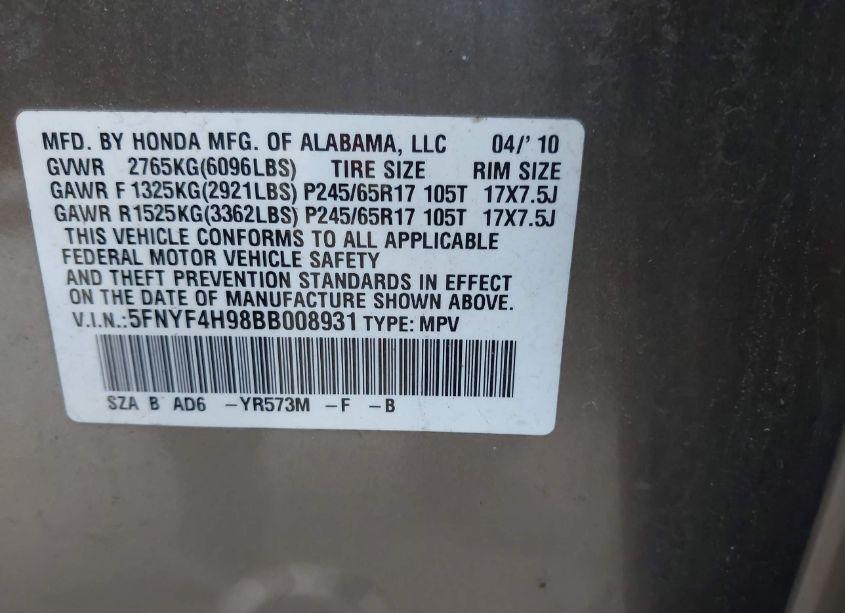 MFD. BY HONDA MFG. OF ALABAMA, LLC 04/' 10
GVWR 2765KG(6096LBS) TIRE SIZE RIM SIZE
GAWR F 1325KG(2921LBS) P245/65R17 105T 17X7.5J
GAWR R1525KG(3362LBS) P245/65R17 105T 17X7.5J
THIS VEHICLE CONFORMS TO ALL APPLICABLE
FEDERAL MOTOR VEHICLE SAFETY
AND THEFT PREVENTION STANDARDS IN EFFECT
ON THE DATE OF MANUFACTURE SHOWN ABOVE.
V.I.N.:5FNYF4H98BB008931 TYPE: MPV
SZA B AD6 -YR573M -F -B